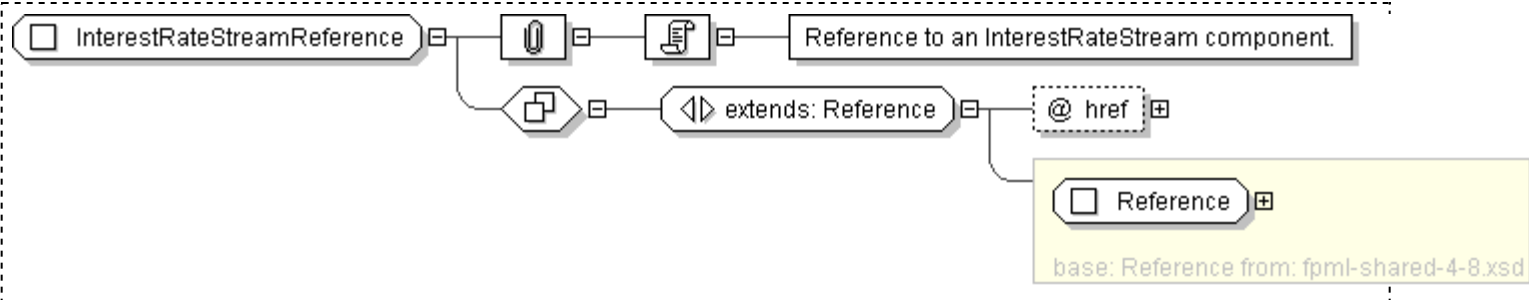 InterestRateStreamReference
Reference to an InterestRateStream component.
extends: Reference
@ href
Reference
base: Reference from: fpml-shared-4-8.xsd